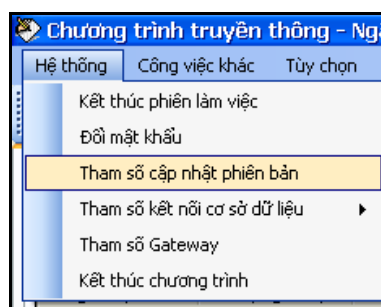 Chương trình truyền thông - Ngâ
Hệ thống Công việc khác Tùy chọn
Kết thúc phiên làm việc
Đổi mật khẩu
Tham số cập nhật phiên bản
Tham số kết nối cơ sở dữ liệu
Tham số Gateway
Kết thúc chương trình